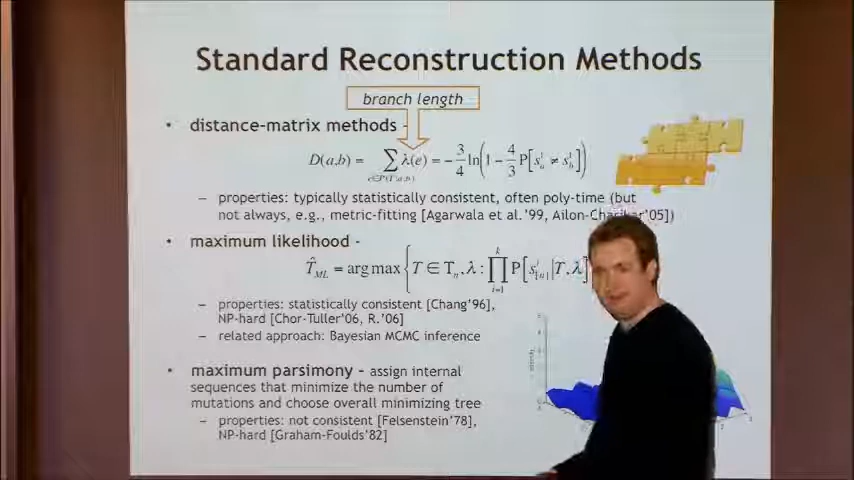 Standard Reconstruction Methods
branch length
• distance-matrix methods -
D(a,b) = ∑ λ(e) = -3/4 ln(1 - 4/3 P[s ≠ s])
– properties: typically statistically consistent, often poly-time (but
not always, e.g., metric-fitting [Agarwala et al.'99, Ailon-Charikar'05])
• maximum likelihood -
T̂_ML = arg max { T ∈ T_n, λ : ∏_{i=1}^{k} P[s^i_{[n]} | T, λ]
– properties: statistically consistent [Chang'96],
NP-hard [Chor-Tuller'06, R.'06]
– related approach: Bayesian MCMC inference
• maximum parsimony – assign internal
sequences that minimize the number of
mutations and choose overall minimizing tree
– properties: not consistent [Felsenstein'78],
NP-hard [Graham-Foulds'82]